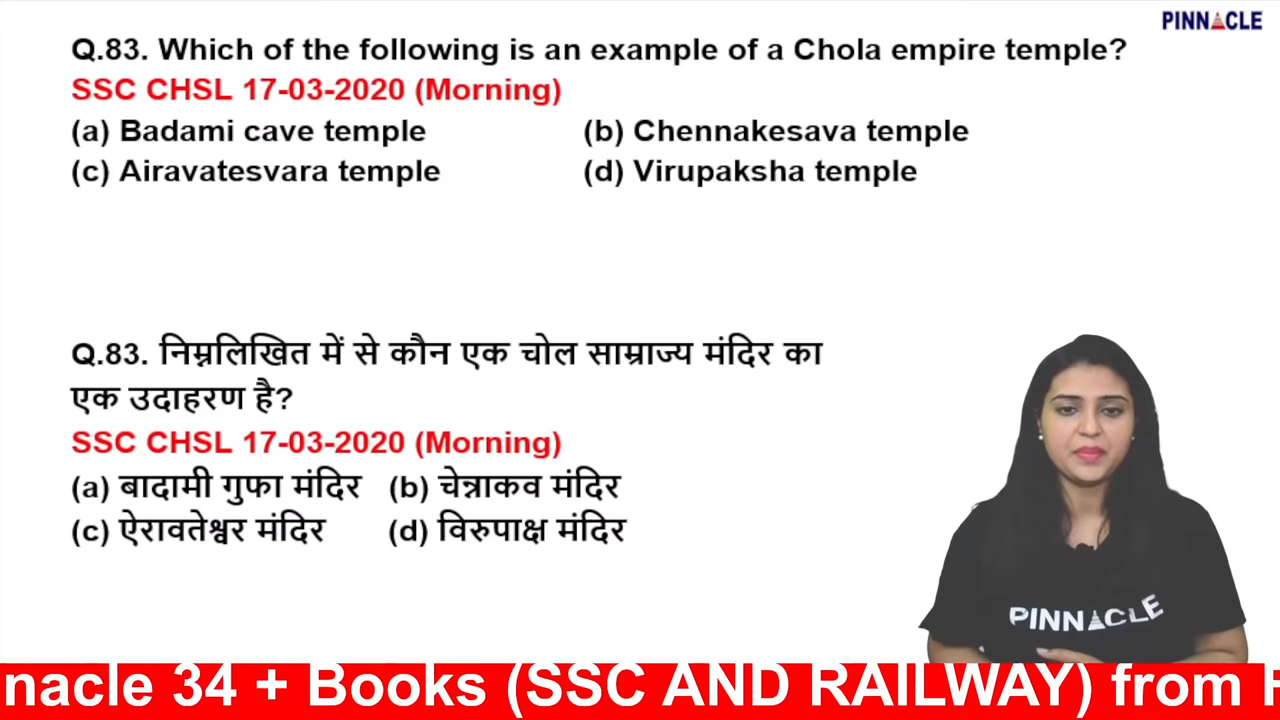 PINNACLE
Q.83. Which of the following is an example of a Chola empire temple?
SSC CHSL 17-03-2020 (Morning)
(a) Badami cave temple (b) Chennakesava temple
(c) Airavatesvara temple (d) Virupaksha temple
Q.83. निम्नलिखित में से कौन एक चोल साम्राज्य मंदिर का
एक उदाहरण है?
SSC CHSL 17-03-2020 (Morning)
(a) बादामी गुफा मंदिर (b) चेन्नाकव मंदिर
(c) ऐरावतेश्वर मंदिर (d) विरुपाक्ष मंदिर
PINNACLE
nacle 34 + Books (SSC AND RAILWAY) from